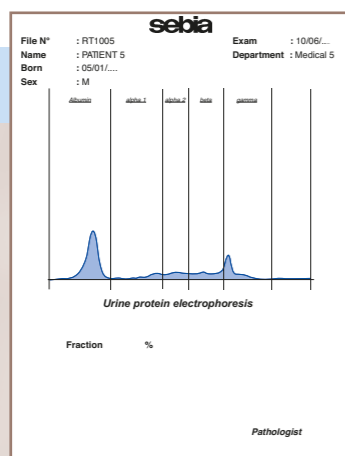 sebia
File N° : RT1005 Exam : 10/06/...
Name : PATIENT 5 Department : Medical 5
Born : 05/01/....
Sex : M
Albumin alpha 1 alpha 2 beta gamma
Urine protein electrophoresis
Fraction %
Pathologist